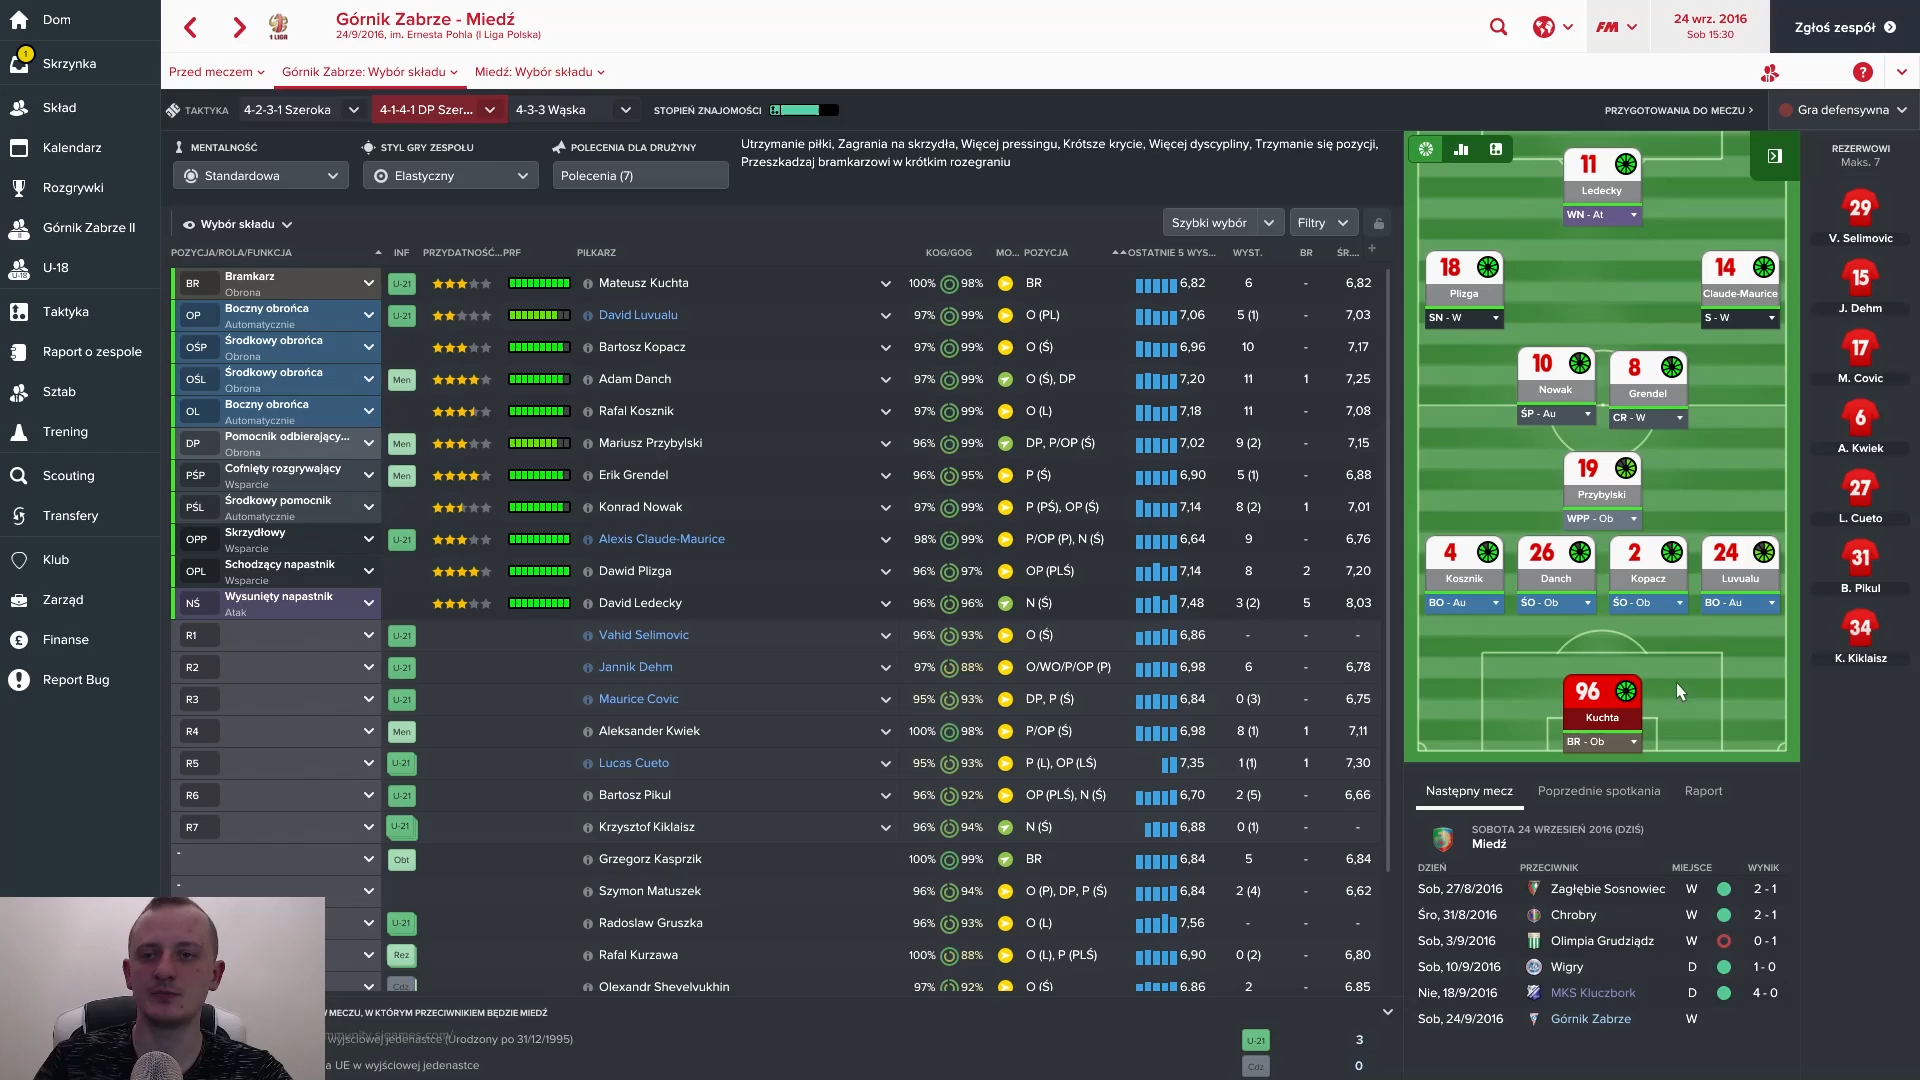 Dom
1
Skrzynka
Skład
Kalendarz
Rozgrywki
Górnik Zabrze II
U-18
Taktyka
Raport o zespole
Sztab
Trening
Scouting
Transfery
Klub
Zarząd
Finanse
Report Bug
1 LIGA
Górnik Zabrze - Miedź
24/9/2016, im. Ernesta Pohla (I Liga Polska)
FM
24 wrz. 2016
Sob 15:30
Zgłoś zespół
Przed meczem
Górnik Zabrze: Wybór składu
Miedź: Wybór składu
?
TAKTYKA
4-2-3-1 Szeroka
4-1-4-1 DP Szer...
4-3-3 Wąska
STOPIEŃ ZNAJOMOŚCI
PRZYGOTOWANIA DO MECZU
Gra defensywna
MENTALNOŚĆ
Standardowa
STYL GRY ZESPOŁU
Elastyczny
POLECENIA DLA DRUŻYNY
Polecenia (7)
Utrzymanie piłki, Zagrania na skrzydła, Więcej pressingu, Krótsze krycie, Więcej dyscypliny, Trzymanie się pozycji,
Przeszkadzaj bramkarzowi w krótkim rozegraniu
Wybór składu
Szybki wybór
Filtry
POZYCJA/ROLA/FUNKCJA INF PRZYDATNOŚĆ... PRF PIŁKARZ KOG/GOG MO... POZYCJA OSTATNIE 5 WYS... WYST. BR ŚR....
BR Bramkarz Obrona U-21 Mateusz Kuchta 100% 98% BR 6,82 6 - 6,82
OP Boczny obrońca Automatycznie U-21 David Luvualu 97% 99% O (PL) 7,06 5 (1) - 7,03
OŚP Środkowy obrońca Obrona Bartosz Kopacz 97% 99% O (Ś) 6,96 10 - 7,17
OŚL Środkowy obrońca Obrona Men Adam Danch 97% 99% O (Ś), DP 7,20 11 1 7,25
OL Boczny obrońca Automatycznie Rafal Kosznik 97% 99% O (L) 7,18 11 - 7,08
DP Pomocnik odbierający... Obrona Men Mariusz Przybylski 96% 99% DP, P/OP (Ś) 7,02 9 (2) - 7,15
PŚP Cofnięty rozgrywający Wsparcie Men Erik Grendel 96% 95% P (Ś) 6,90 5 (1) - 6,88
PŚL Środkowy pomocnik Automatycznie Konrad Nowak 97% 99% P (PŚ), OP (Ś) 7,14 8 (2) 1 7,01
OPP Skrzydłowy Wsparcie U-21 Alexis Claude-Maurice 98% 99% P/OP (P), N (Ś) 6,64 9 - 6,76
OPL Schodzący napastnik Wsparcie Dawid Plizga 96% 97% OP (PLŚ) 7,14 8 2 7,20
NŚ Wysunięty napastnik Atak David Ledecky 96% 96% N (Ś) 7,48 3 (2) 5 8,03
R1 U-21 Vahid Selimovic 96% 93% O (Ś) 6,86 - - -
R2 U-21 Jannik Dehm 97% 88% O/WO/P/OP (P) 6,98 6 - 6,78
R3 U-21 Maurice Covic 95% 93% DP, P (Ś) 6,84 0 (3) - 6,75
R4 Men Aleksander Kwiek 100% 98% P/OP (Ś) 6,98 8 (1) 1 7,11
R5 U-21 Lucas Cueto 95% 93% P (L), OP (LŚ) 7,35 1 (1) 1 7,30
R6 U-21 Bartosz Pikul 96% 92% OP (PLŚ), N (Ś) 6,70 2 (5) - 6,66
R7 U-21 Krzysztof Kiklaisz 96% 94% N (Ś) 6,88 0 (1) - -
- Obt Grzegorz Kasprzik 100% 99% BR 6,84 5 - 6,84
- Szymon Matuszek 96% 94% O (P), DP, P (Ś) 6,84 2 (4) - 6,62
U-21 Radoslaw Gruszka 96% 93% O (L) 7,56 - - -
Rez Rafal Kurzawa 100% 88% O (L), P (PLŚ) 6,90 0 (2) - 6,80
Cdz Olexandr Shevelyukhin 97% 92% O (Ś) 6,86 2 - 6,85
MECZU, W KTÓRYM PRZECIWNIKIEM BĘDZIE MIEDŹ
wyjściowej jedenastce (Urodzony po 31/12/1995) U-21 3
UE w wyjściowej jedenastce Cdz 0
11
Ledecky
WN - At
18
Plizga
SN - W
14
Claude-Maurice
S - W
10
Nowak
ŚP - Au
8
Grendel
CR - W
19
Przybylski
WPP - Ob
4
Kosznik
BO - Au
26
Danch
ŚO - Ob
2
Kopacz
ŚO - Ob
24
Luvualu
BO - Au
96
Kuchta
BR - Ob
REZERWOWI
Maks. 7
29
V. Selimovic
15
J. Dehm
17
M. Covic
6
A. Kwiek
27
L. Cueto
31
B. Pikul
34
K. Kiklaisz
Następny mecz
Poprzednie spotkania
Raport
SOBOTA 24 WRZESIEŃ 2016 (DZIŚ)
Miedź
DZIEŃ PRZECIWNIK MIEJSCE WYNIK
Sob, 27/8/2016 Zagłębie Sosnowiec W 2 - 1
Śro, 31/8/2016 Chrobry W 2 - 1
Sob, 3/9/2016 Olimpia Grudziądz W 0 - 1
Sob, 10/9/2016 Wigry D 1 - 0
Nie, 18/9/2016 MKS Kluczbork D 4 - 0
Sob, 24/9/2016 Górnik Zabrze W